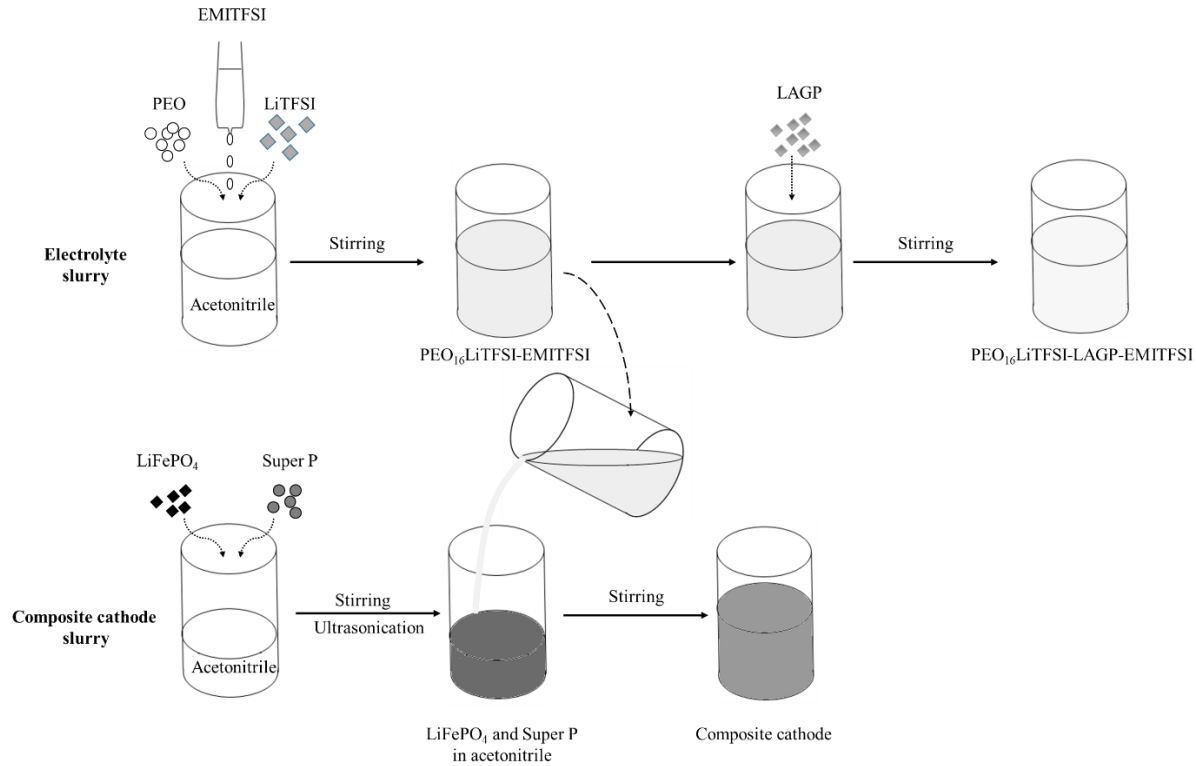 EMITFSI
PEO
LiTFSI
LAGP
Electrolyte
slurry
Acetonitrile
Stirring
Stirring
PEO₁₆LiTFSI-EMITFSI
PEO₁₆LiTFSI-LAGP-EMITFSI
LiFePO₄
Super P
Composite cathode
slurry
Acetonitrile
Stirring
Ultrasonication
Stirring
LiFePO₄ and Super P
in acetonitrile
Composite cathode